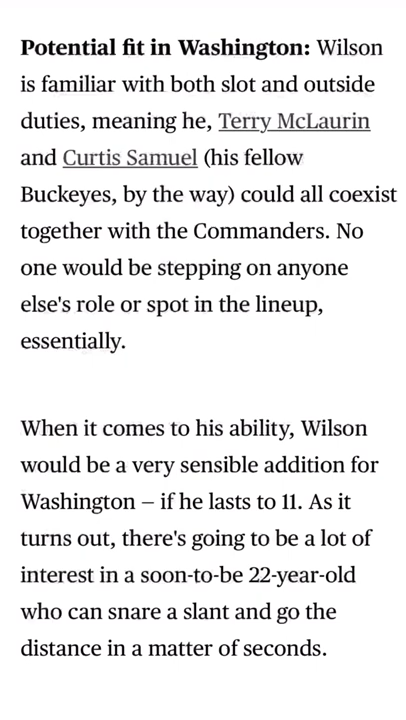 Potential fit in Washington: Wilson
is familiar with both slot and outside
duties, meaning he, Terry McLaurin
and Curtis Samuel (his fellow
Buckeyes, by the way) could all coexist
together with the Commanders. No
one would be stepping on anyone
else's role or spot in the lineup,
essentially.
When it comes to his ability, Wilson
would be a very sensible addition for
Washington — if he lasts to 11. As it
turns out, there's going to be a lot of
interest in a soon-to-be 22-year-old
who can snare a slant and go the
distance in a matter of seconds.